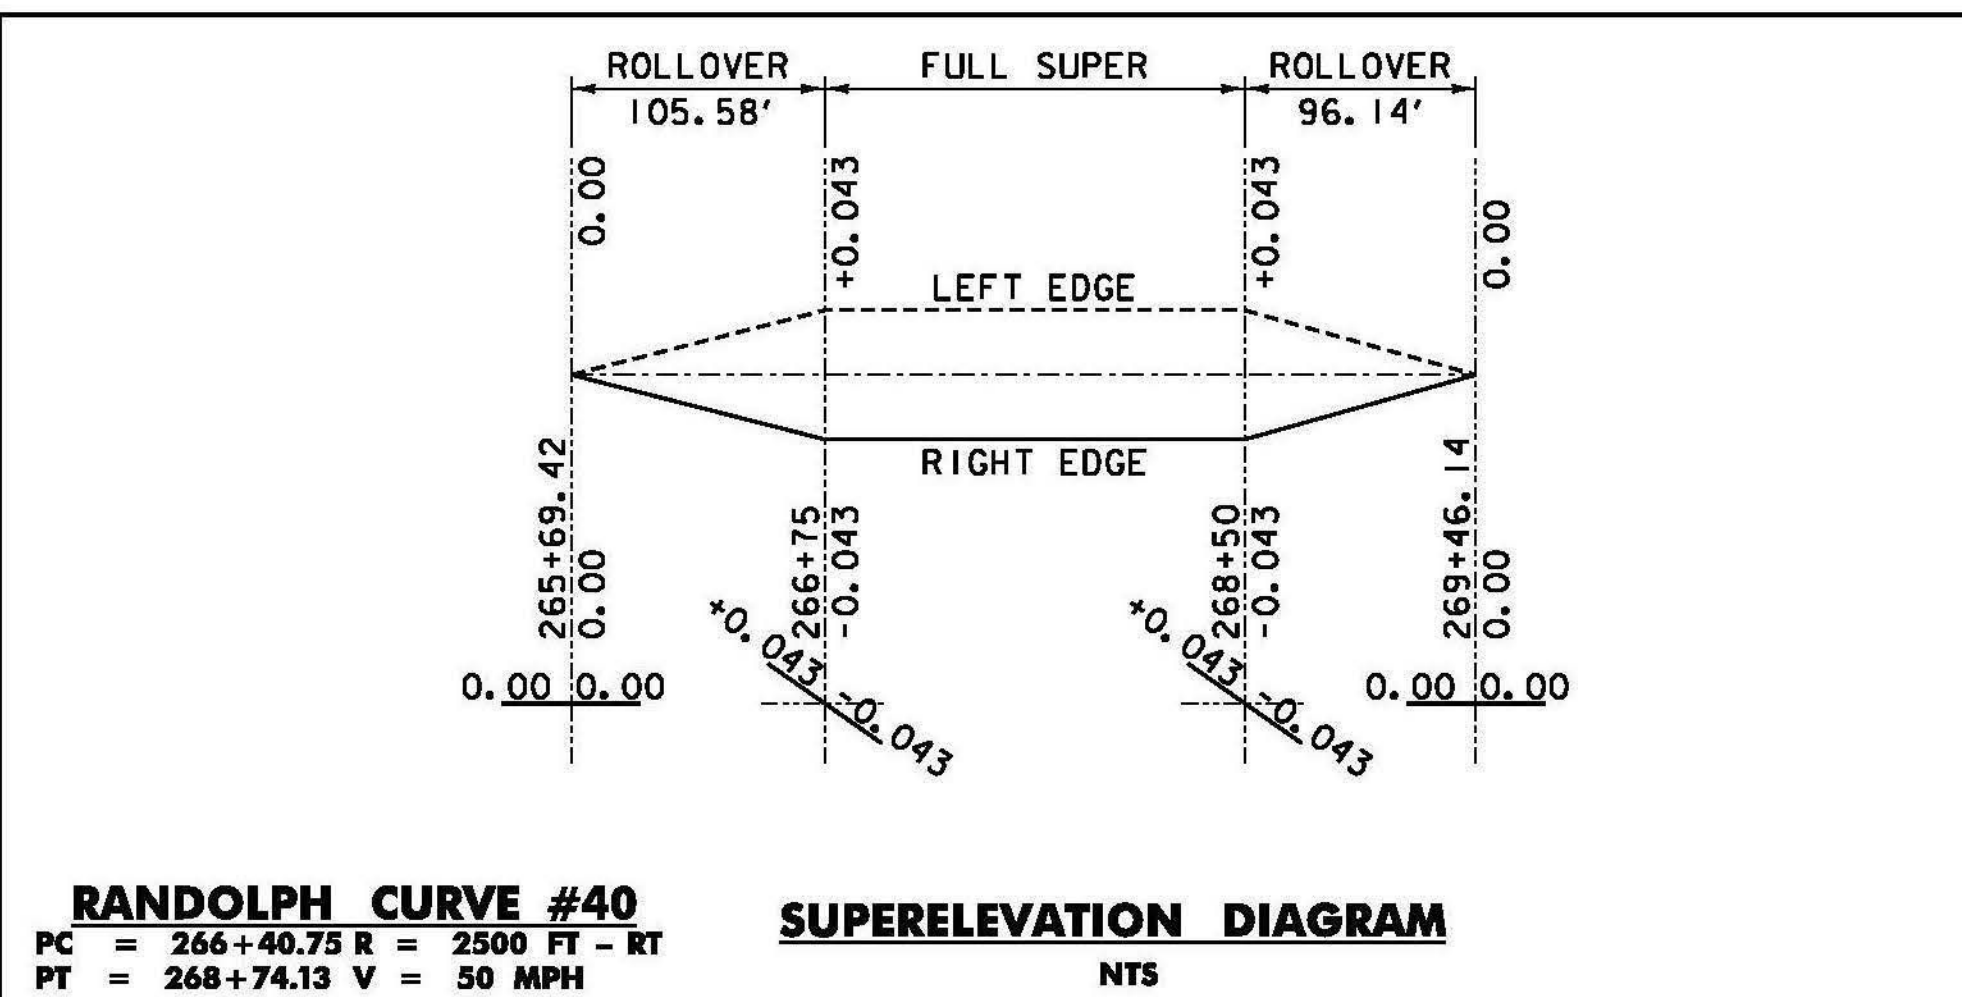 ROLLOVER FULL SUPER ROLLOVER
105.58' 96.14'
0.00 +0.043 +0.043 0.00
LEFT EDGE
RIGHT EDGE
265+69.42 266+75 268+50 269+46.14
0.00 -0.043 -0.043 0.00
0.00 0.00 +0.043 -0.043 +0.043 -0.043 0.00 0.00
RANDOLPH CURVE #40
PC = 266+40.75 R = 2500 FT - RT
PT = 268+74.13 V = 50 MPH
SUPERELEVATION DIAGRAM
NTS